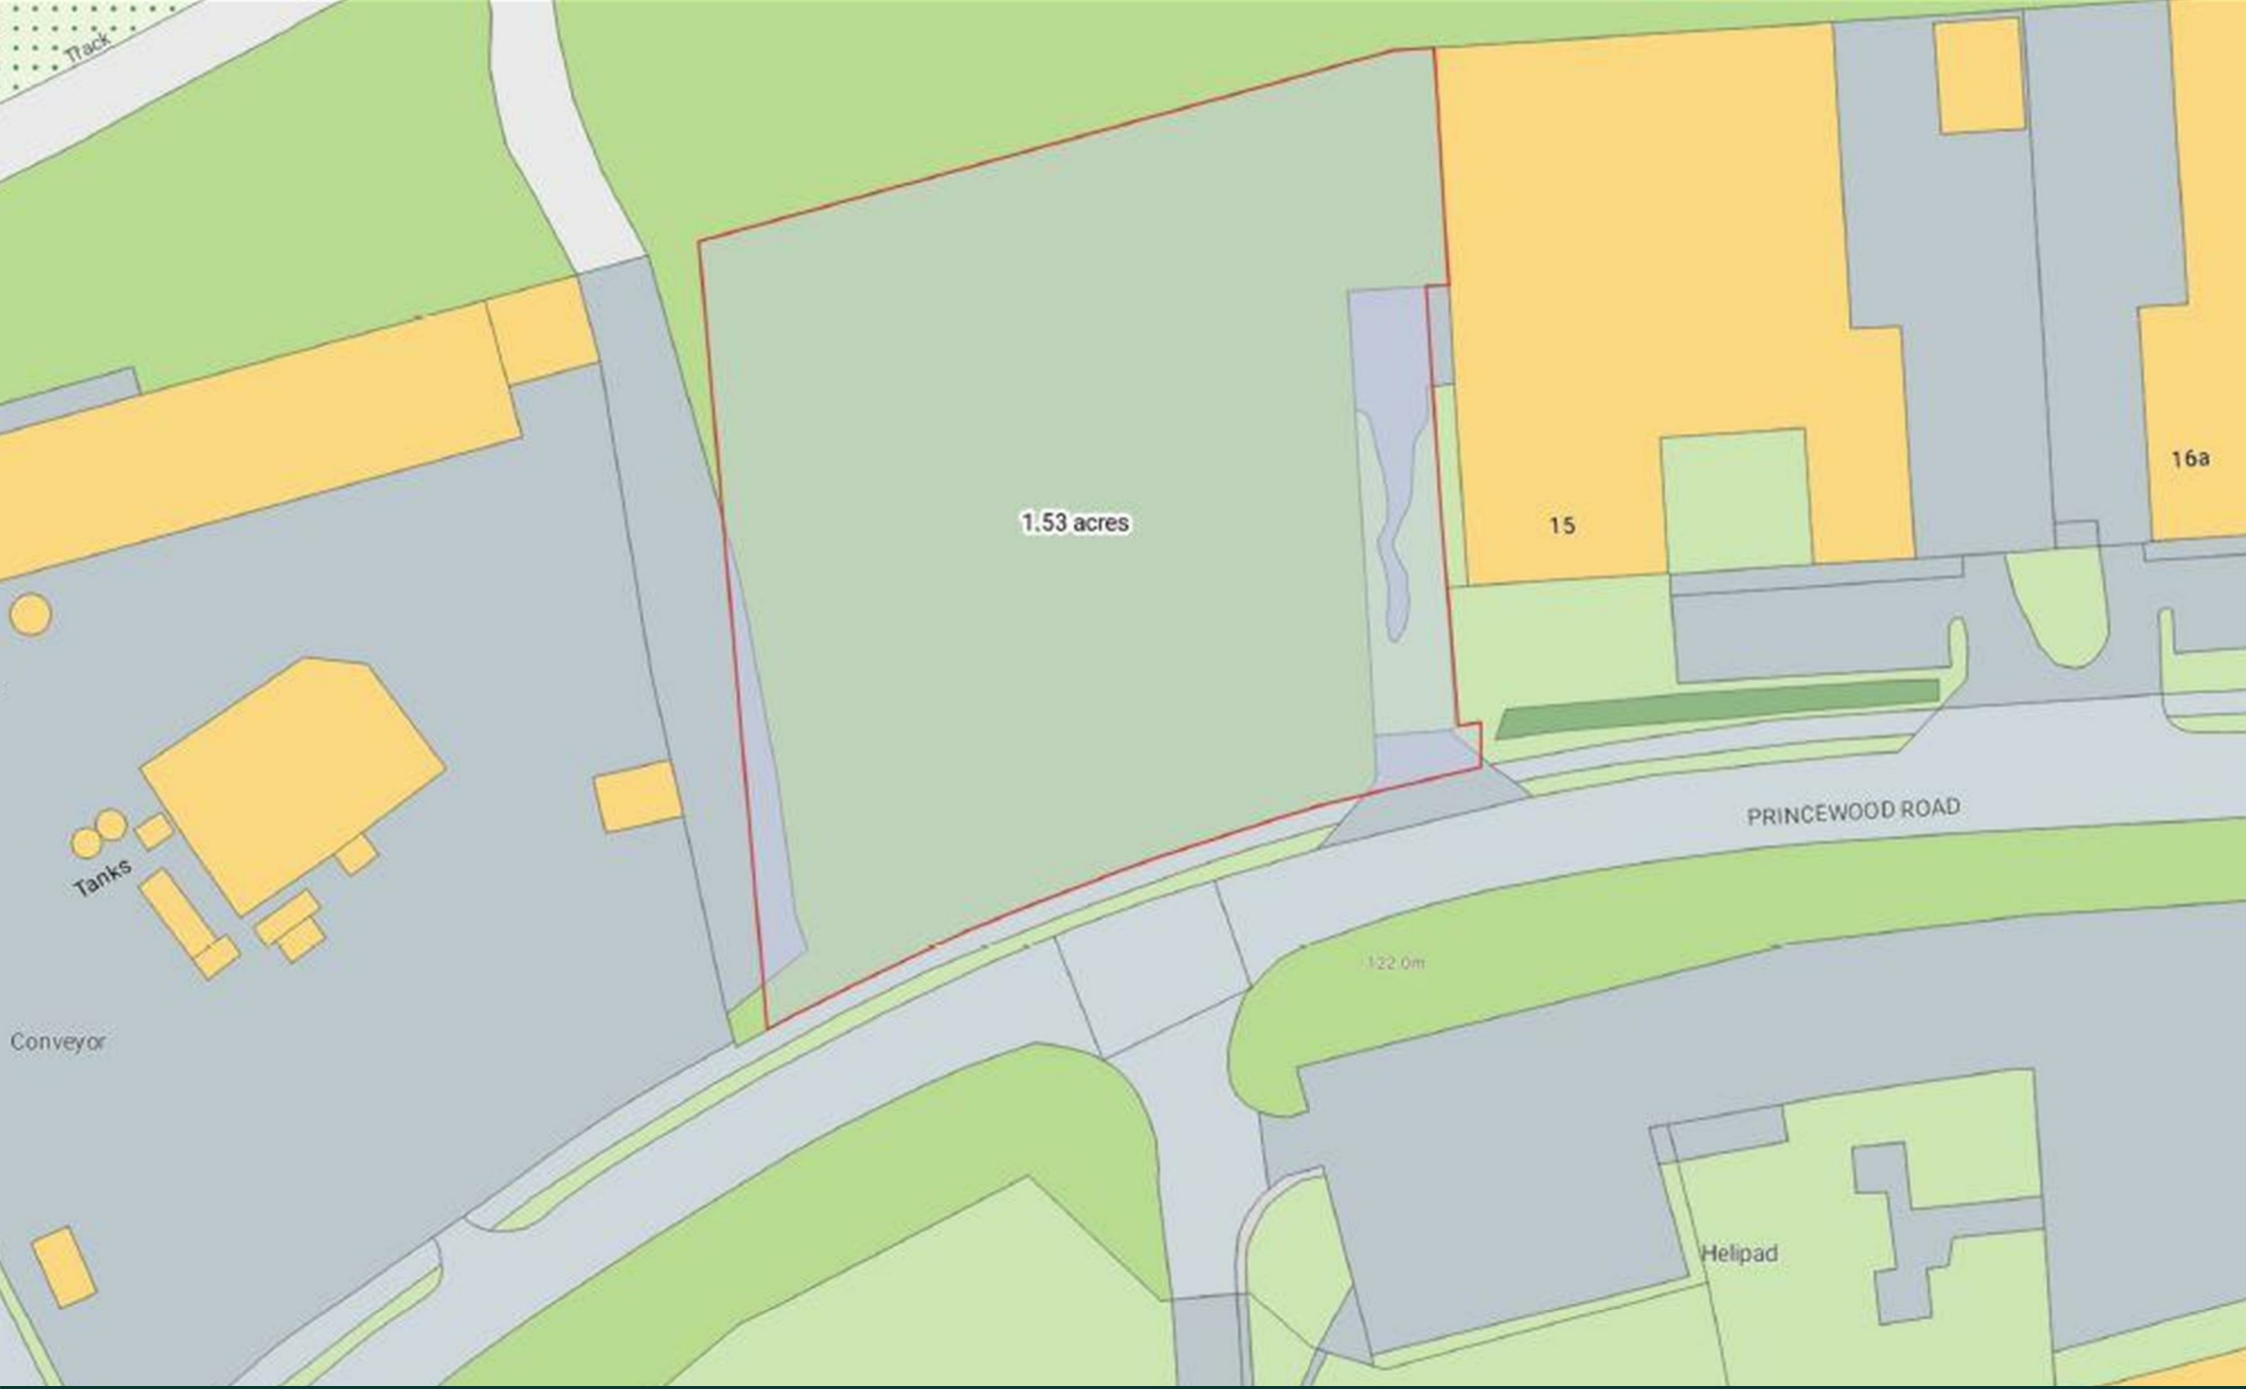 Track
16a
1.53 acres
15
PRINCEWOOD ROAD
Tanks
122.0m
Conveyor
Helipad